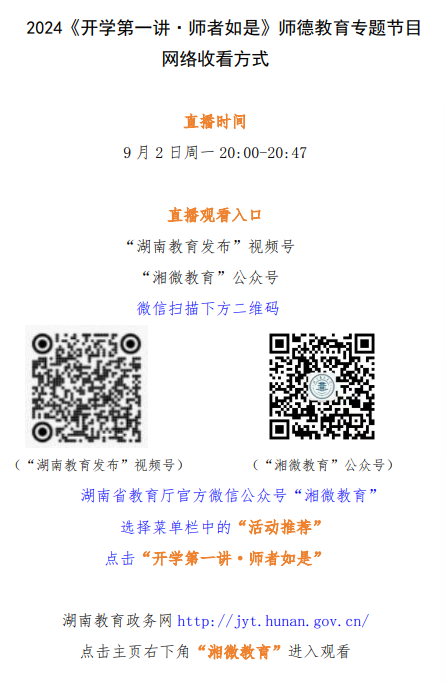 2024《开学第一讲·师者如是》师德教育专题节目
网络收看方式
直播时间
9 月 2 日周一 20:00-20:47
直播观看入口
“湖南教育发布”视频号
“湘微教育”公众号
微信扫描下方二维码
（“湖南教育发布”视频号） （“湘微教育”公众号）
湖南省教育厅官方微信公众号“湘微教育”
选择菜单栏中的“活动推荐”
点击“开学第一讲·师者如是”
湖南教育政务网 http://jyt.hunan.gov.cn/
点击主页右下角“湘微教育”进入观看